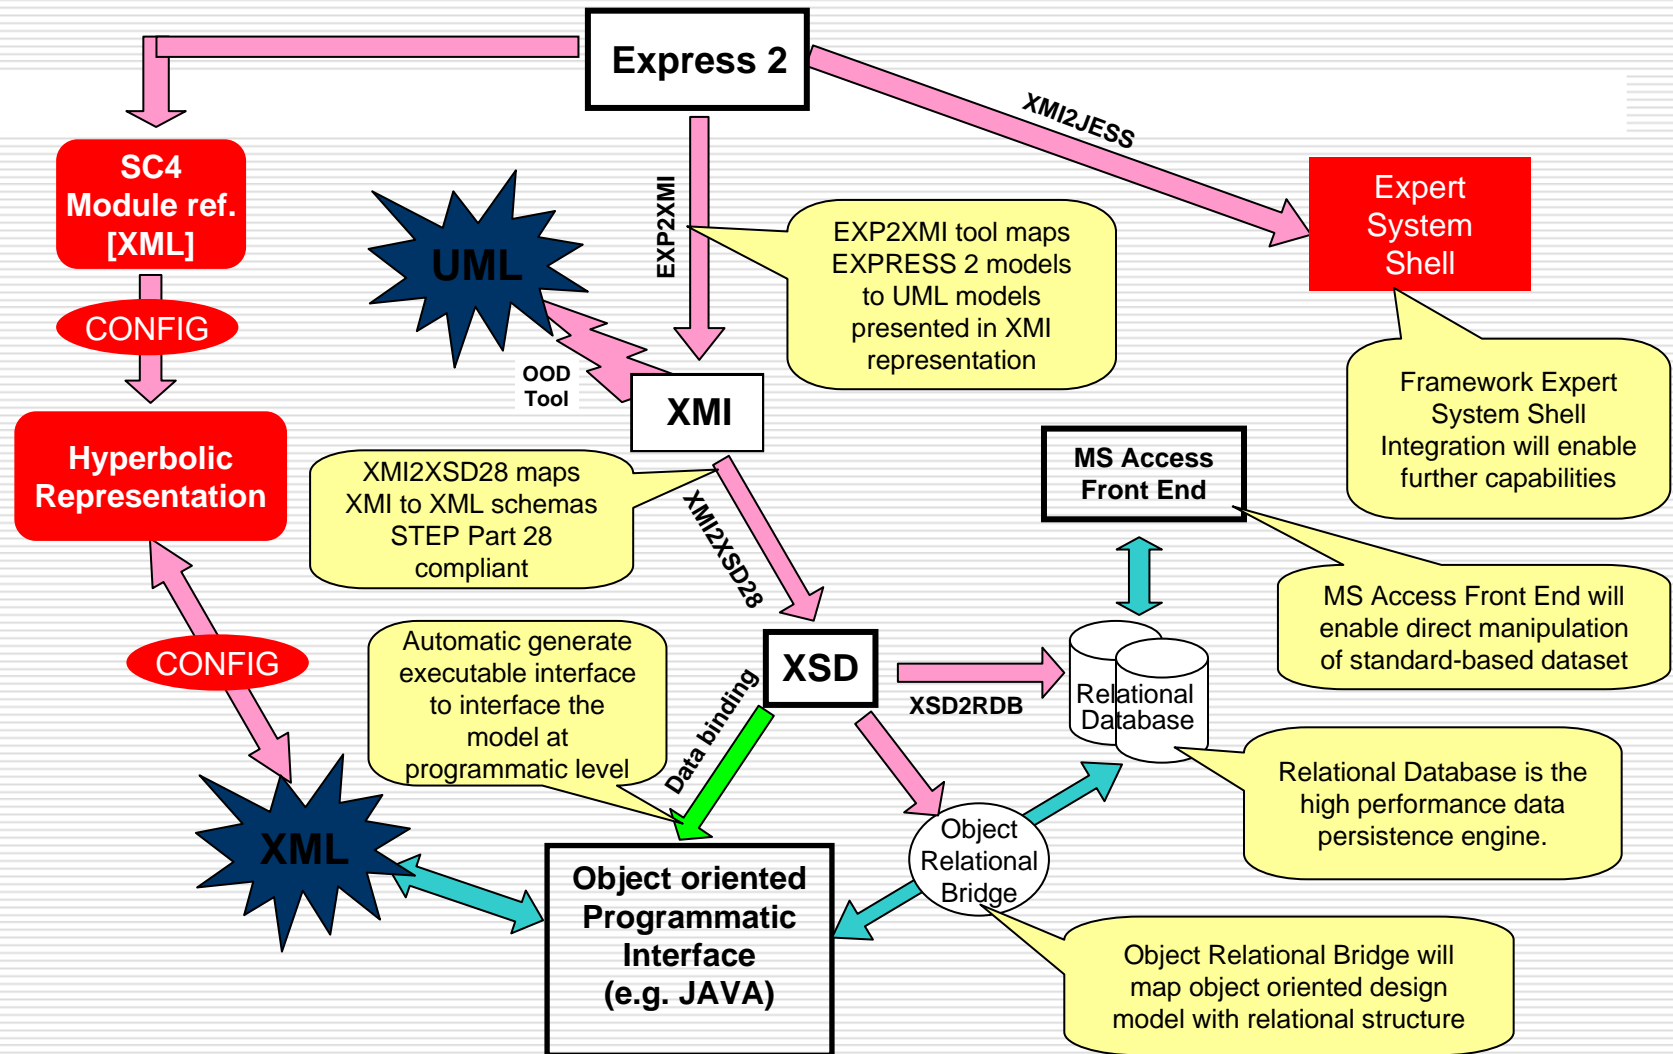 Express 2
XMI2JESS
SC4
Module ref.
[XML]
EXP2XMI
Expert
System
Shell
UML
EXP2XMI tool maps
EXPRESS 2 models
to UML models
presented in XMI
representation
CONFIG
OOD
Tool
XMI
Framework Expert
System Shell
Integration will enable
further capabilities
Hyperbolic
Representation
MS Access
Front End
XMI2XSD28 maps
XMI to XML schemas
STEP Part 28
compliant
XMI2XSD28
MS Access Front End will
enable direct manipulation
of standard-based dataset
Automatic generate
executable interface
to interface the
model at
programmatic level
CONFIG
XSD
XSD2RDB
Relational
Database
Data binding
Relational Database is the
high performance data
persistence engine.
XML
Object
Relational
Bridge
Object oriented
Programmatic
Interface
(e.g. JAVA)
Object Relational Bridge will
map object oriented design
model with relational structure